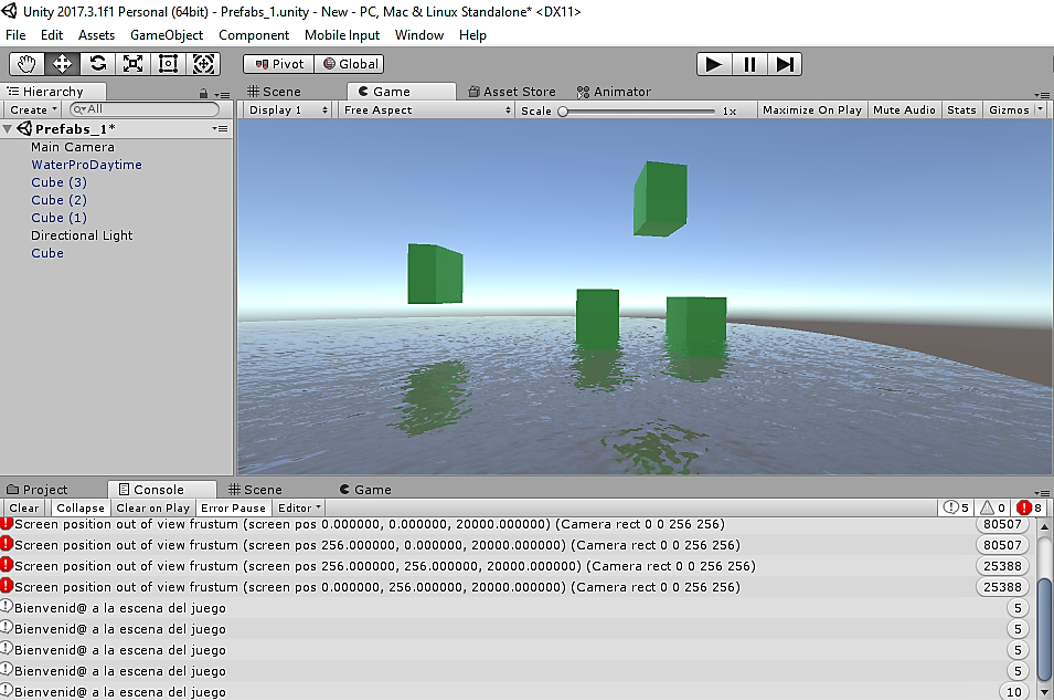 Unity 2017.3.1f1 Personal (64bit) - Prefabs_1.unity - New - PC, Mac & Linux Standalone* <DX11>
File Edit Assets GameObject Component Mobile Input Window Help
Pivot Global
Hierarchy Scene Game Asset Store Animator
Create All Display 1 Free Aspect Scale 1x Maximize On Play Mute Audio Stats Gizmos
Prefabs_1*
Main Camera
WaterProDaytime
Cube (3)
Cube (2)
Cube (1)
Directional Light
Cube
Project Console Scene Game
Clear Collapse Clear on Play Error Pause Editor 5 0 8
Screen position out of view frustum (screen pos 0.000000, 0.000000, 20000.000000) (Camera rect 0 0 256 256) 80507
Screen position out of view frustum (screen pos 256.000000, 0.000000, 20000.000000) (Camera rect 0 0 256 256) 80507
Screen position out of view frustum (screen pos 256.000000, 256.000000, 20000.000000) (Camera rect 0 0 256 256) 25388
Screen position out of view frustum (screen pos 0.000000, 256.000000, 20000.000000) (Camera rect 0 0 256 256) 25388
Bienvenid@ a la escena del juego 5
Bienvenid@ a la escena del juego 5
Bienvenid@ a la escena del juego 5
Bienvenid@ a la escena del juego 5
Bienvenid@ a la escena del juego 10